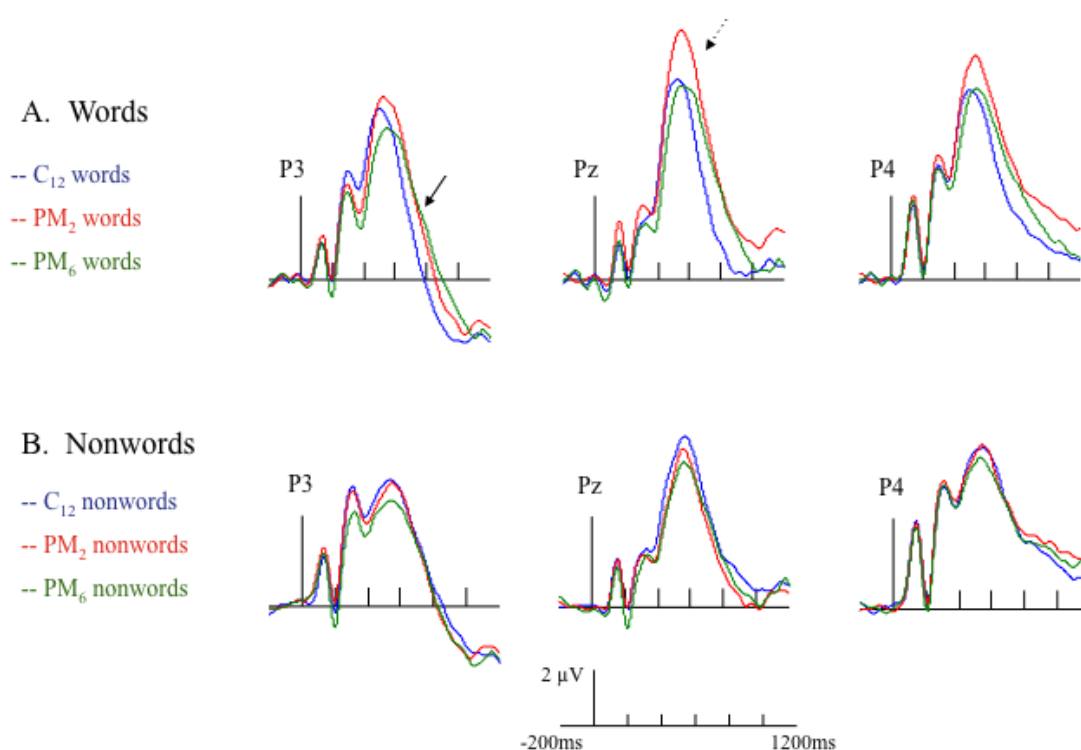 A. Words
-- C₁₂ words
-- PM₂ words
-- PM₆ words
P3
Pz
P4
B. Nonwords
-- C₁₂ nonwords
-- PM₂ nonwords
-- PM₆ nonwords
P3
Pz
P4
2 µV
-200ms 1200ms